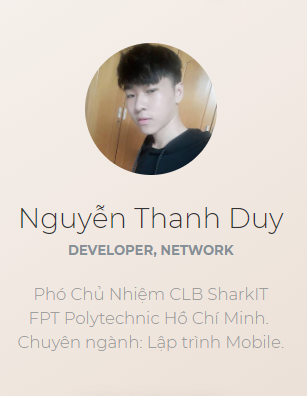 Nguyễn Thanh Duy
DEVELOPER, NETWORK
Phó Chủ Nhiệm CLB SharkIT
FPT Polytechnic Hồ Chí Minh.
Chuyên ngành: Lập trình Mobile.